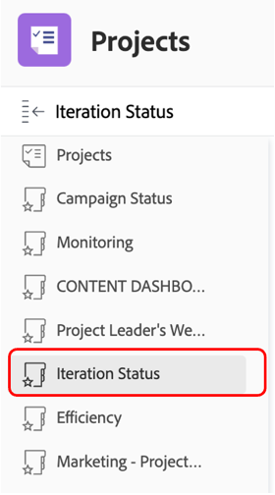 Projects
Iteration Status
Projects
Campaign Status
Monitoring
CONTENT DASHBO...
Project Leader's We...
Iteration Status
Efficiency
Marketing - Project...